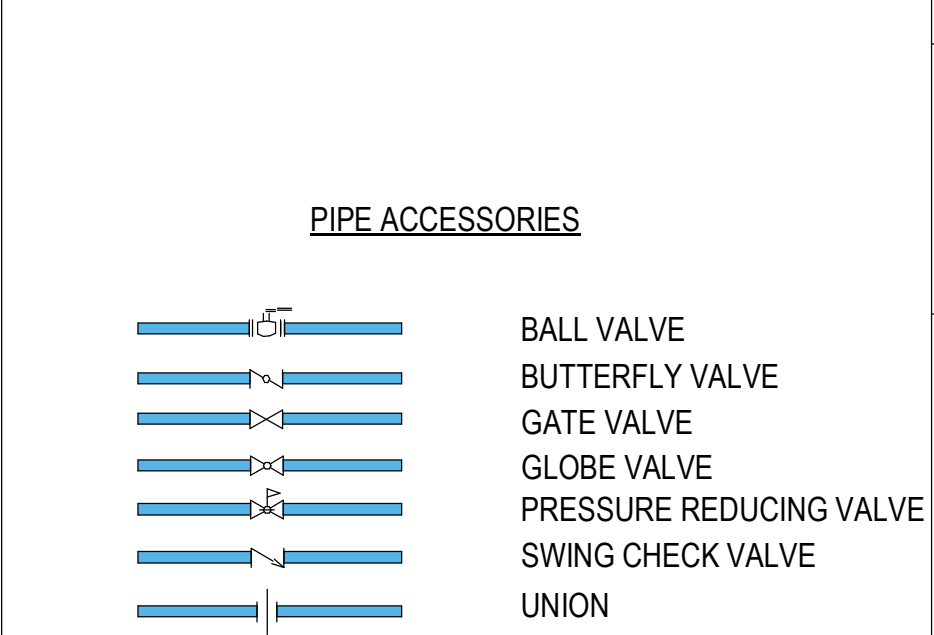 PIPE ACCESSORIES
BALL VALVE
BUTTERFLY VALVE
GATE VALVE
GLOBE VALVE
PRESSURE REDUCING VALVE
SWING CHECK VALVE
UNION